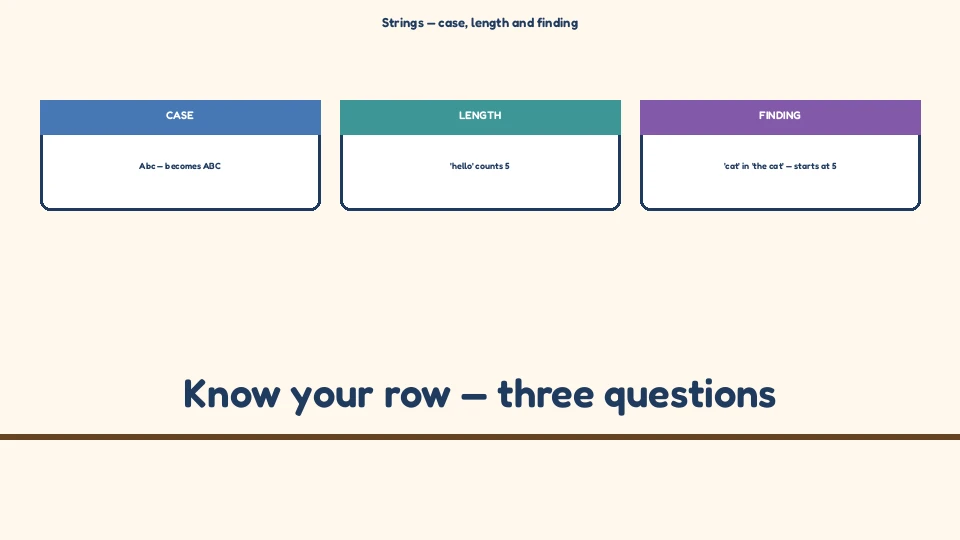 Strings — case, length and finding
CASE
LENGTH
FINDING
Abc — becomes ABC
'hello' counts 5
'cat' in 'the cat' — starts at 5
Know your row — three questions